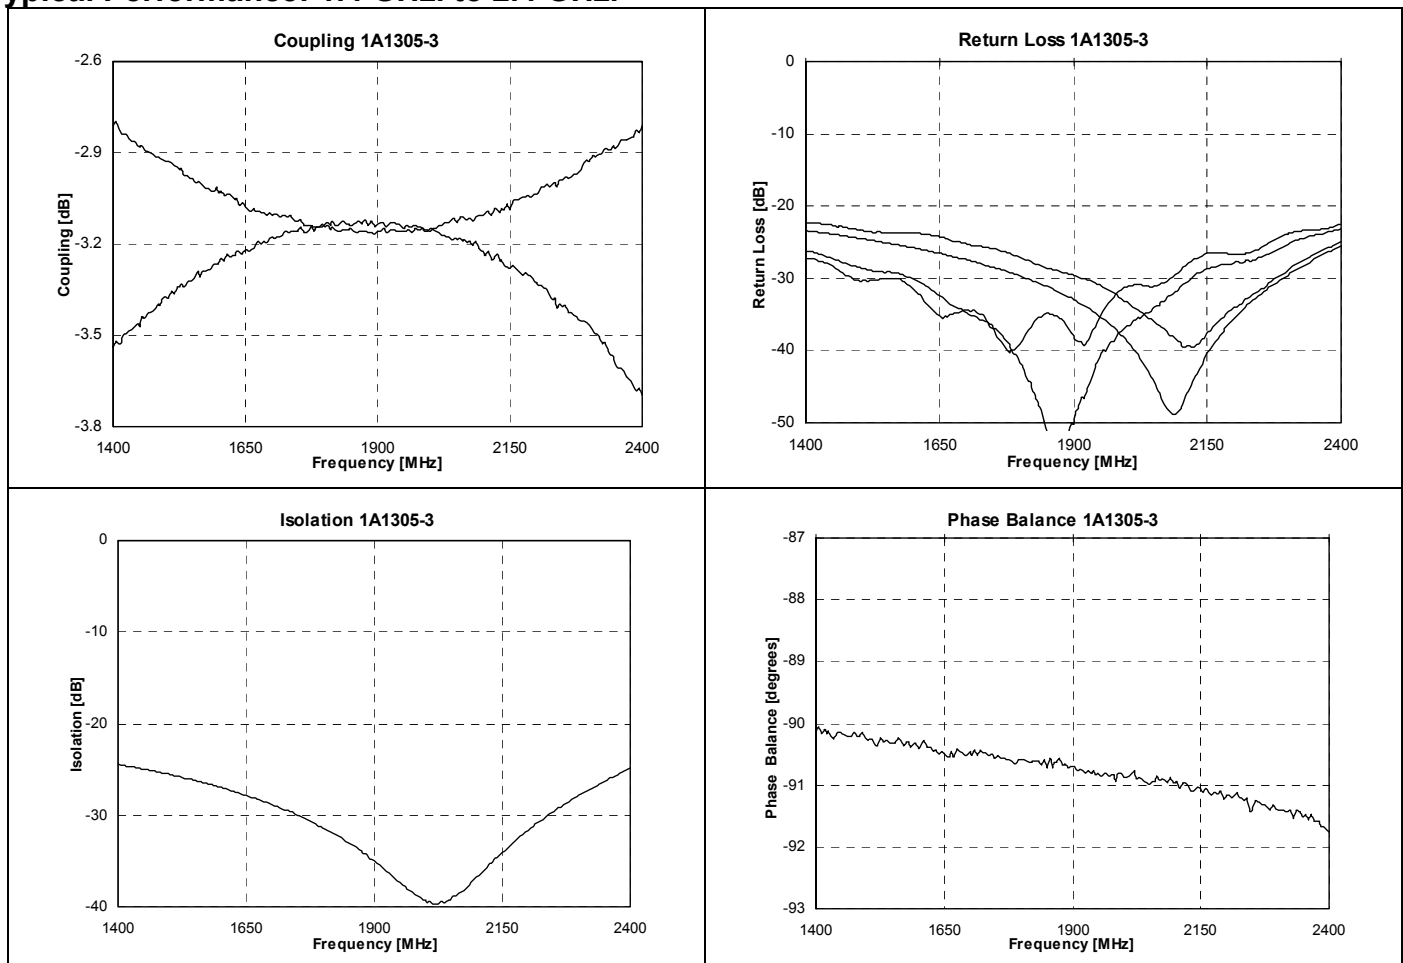 Coupling 1A1305-3
-2.6
-2.9
-3.2
-3.5
-3.8
Coupling [dB]
1400 1650 1900 2150 2400
Frequency [MHz]
Return Loss 1A1305-3
0
-10
-20
-30
-40
-50
Return Loss [dB]
1400 1650 1900 2150 2400
Frequency [MHz]
Isolation 1A1305-3
0
-10
-20
-30
-40
Isolation [dB]
1400 1650 1900 2150 2400
Frequency [MHz]
Phase Balance 1A1305-3
-87
-88
-89
-90
-91
-92
-93
Phase Balance [degrees]
1400 1650 1900 2150 2400
Frequency [MHz]